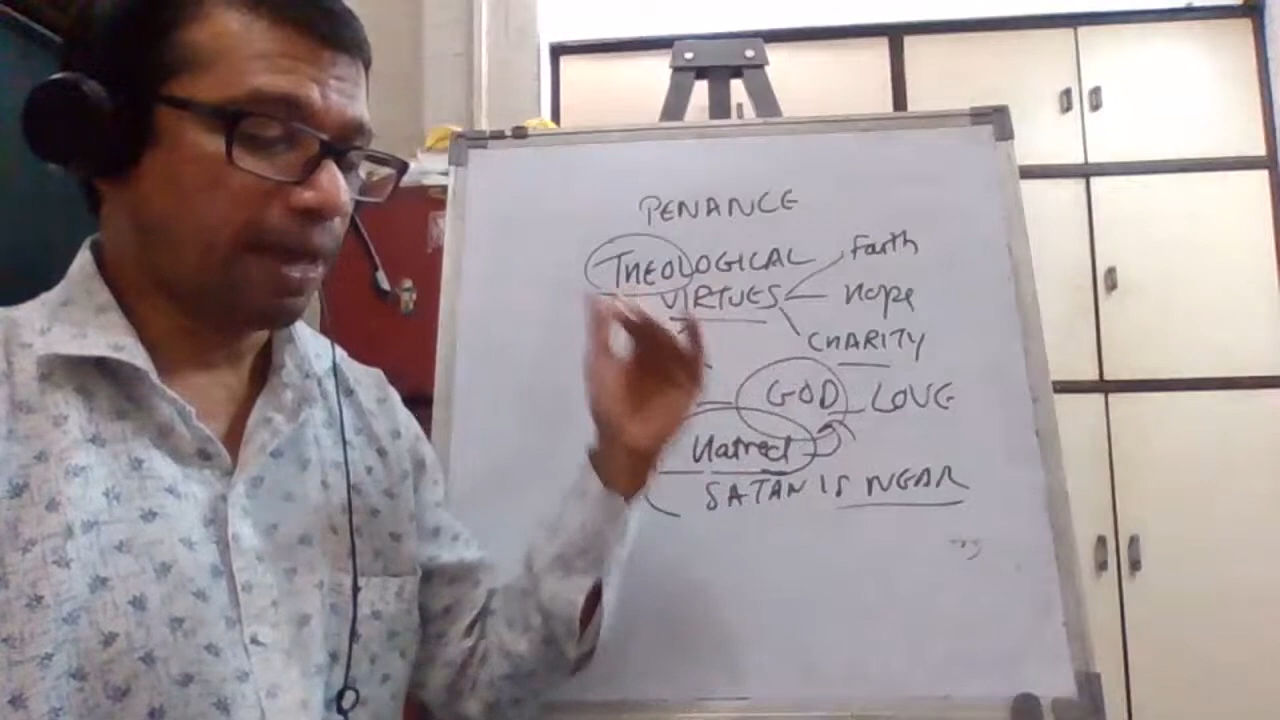 PENANCE
THEOLOGICAL Faith
VIRTUES Hope
CHARITY
GOD LOVE
Hatred
SATAN IS NEAR